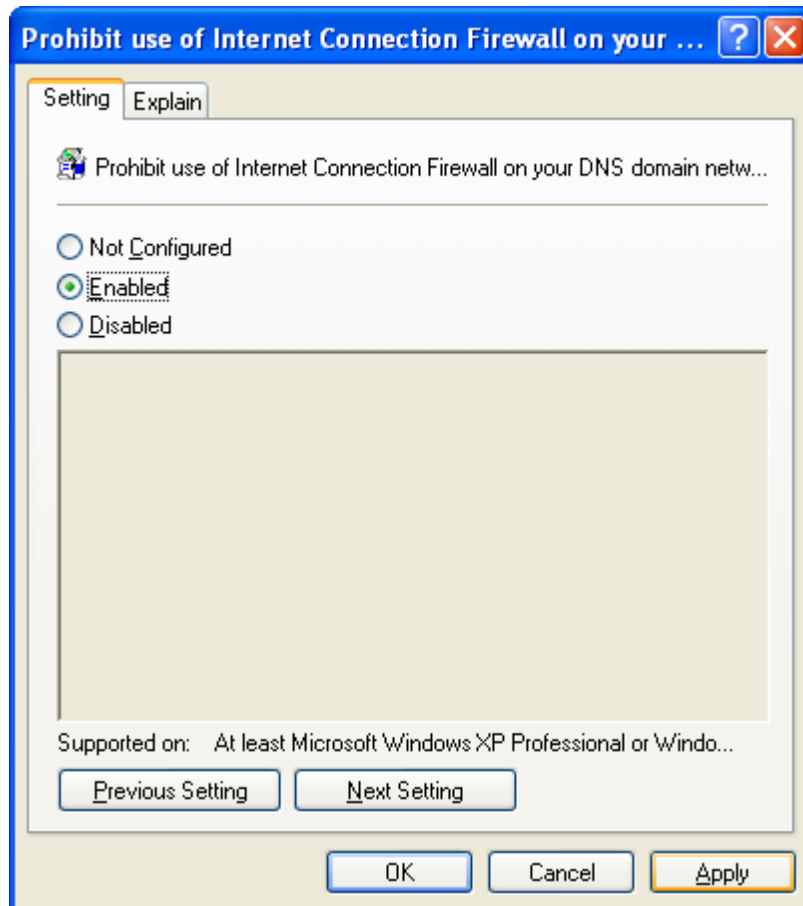 Prohibit use of Internet Connection Firewall on your ...
Setting Explain
Prohibit use of Internet Connection Firewall on your DNS domain netw...
Not Configured
Enabled
Disabled
Supported on: At least Microsoft Windows XP Professional or Windo...
Previous Setting Next Setting
OK Cancel Apply